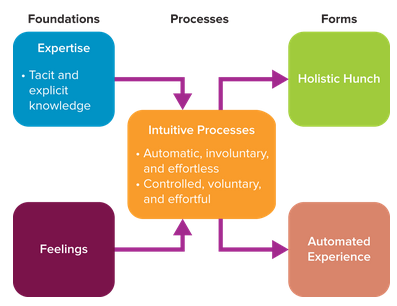 Foundations
Processes
Forms
Expertise
• Tacit and
explicit
knowledge
Holistic Hunch
Intuitive Processes
• Automatic, involuntary,
and effortless
• Controlled, voluntary,
and effortful
Feelings
Automated
Experience